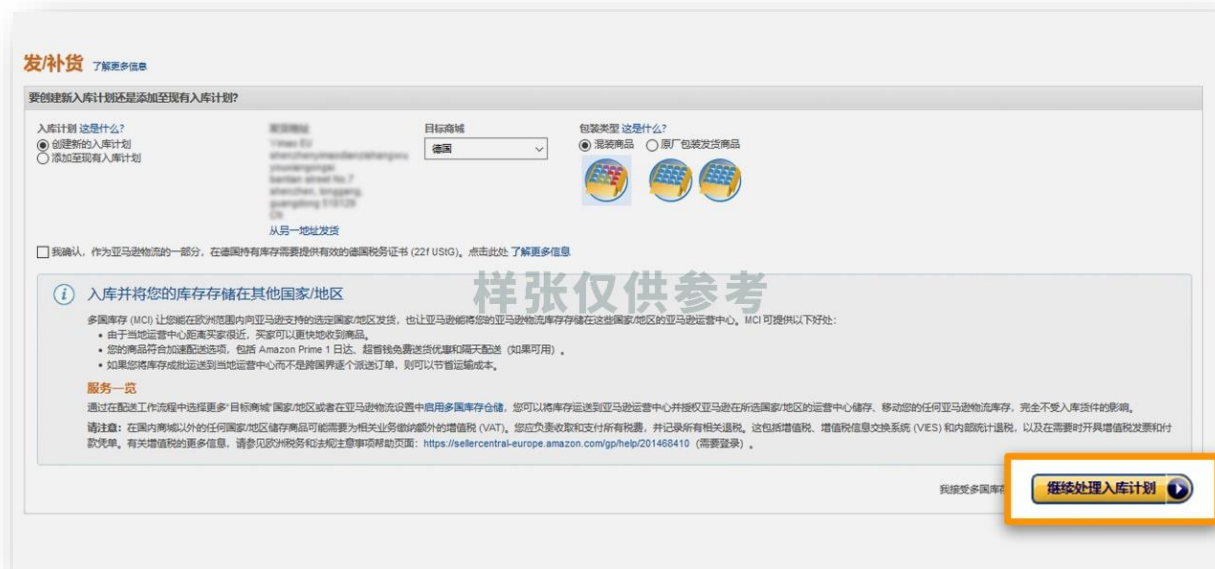 发/补货 了解更多信息
要创建新入库计划还是添加至现有入库计划?
入库计划 这是什么?
创建新的入库计划
添加至现有入库计划
从另一地址发货
目标商城
德国
包装类型 这是什么?
混装商品 原厂包装发货商品
我确认，作为亚马逊物流的一部分，在德国持有库存需要提供有效的德国税务证书 (22f UStG)。点击此处 了解更多信息
样张仅供参考
入库并将您的库存存储在其他国家/地区
多国库存 (MCI) 让您能在欧洲范围内向亚马逊支持的选定国家/地区发货，也让亚马逊能将您的亚马逊物流库存存储在这些国家/地区的亚马逊运营中心。MCI 可提供以下好处：
• 由于当地运营中心距离买家很近，买家可以更快地收到商品。
• 您的商品符合加速配送选项，包括 Amazon Prime 1 日达、超省钱免费送货优惠和隔天配送（如果可用）。
• 如果您将库存成批运送到当地运营中心而不是跨国界逐个派送订单，则可以节省运输成本。
服务一览
通过在配送工作流程中选择更多“目标商城”国家/地区或者在亚马逊物流设置中启用多国库存仓储，您可以将库存运送到亚马逊运营中心并授权亚马逊在所选国家/地区的运营中心储存、移动您的任何亚马逊物流库存，完全不受入库货件的影响。
请注意：在国内商城以外的任何国家/地区储存商品可能需要为相关业务缴纳额外的增值税 (VAT)。您应负责收取和支付所有税费，并记录所有相关退税。这包括增值税、增值税信息交换系统 (VIES) 和内部统计退税，以及在需要时开具增值税发票和付
款凭单。有关增值税的更多信息，请参见欧洲税务和法规注意事项帮助页面：https://sellercentral-europe.amazon.com/gp/help/201468410（需要登录）。
我接受多国库存
继续处理入库计划